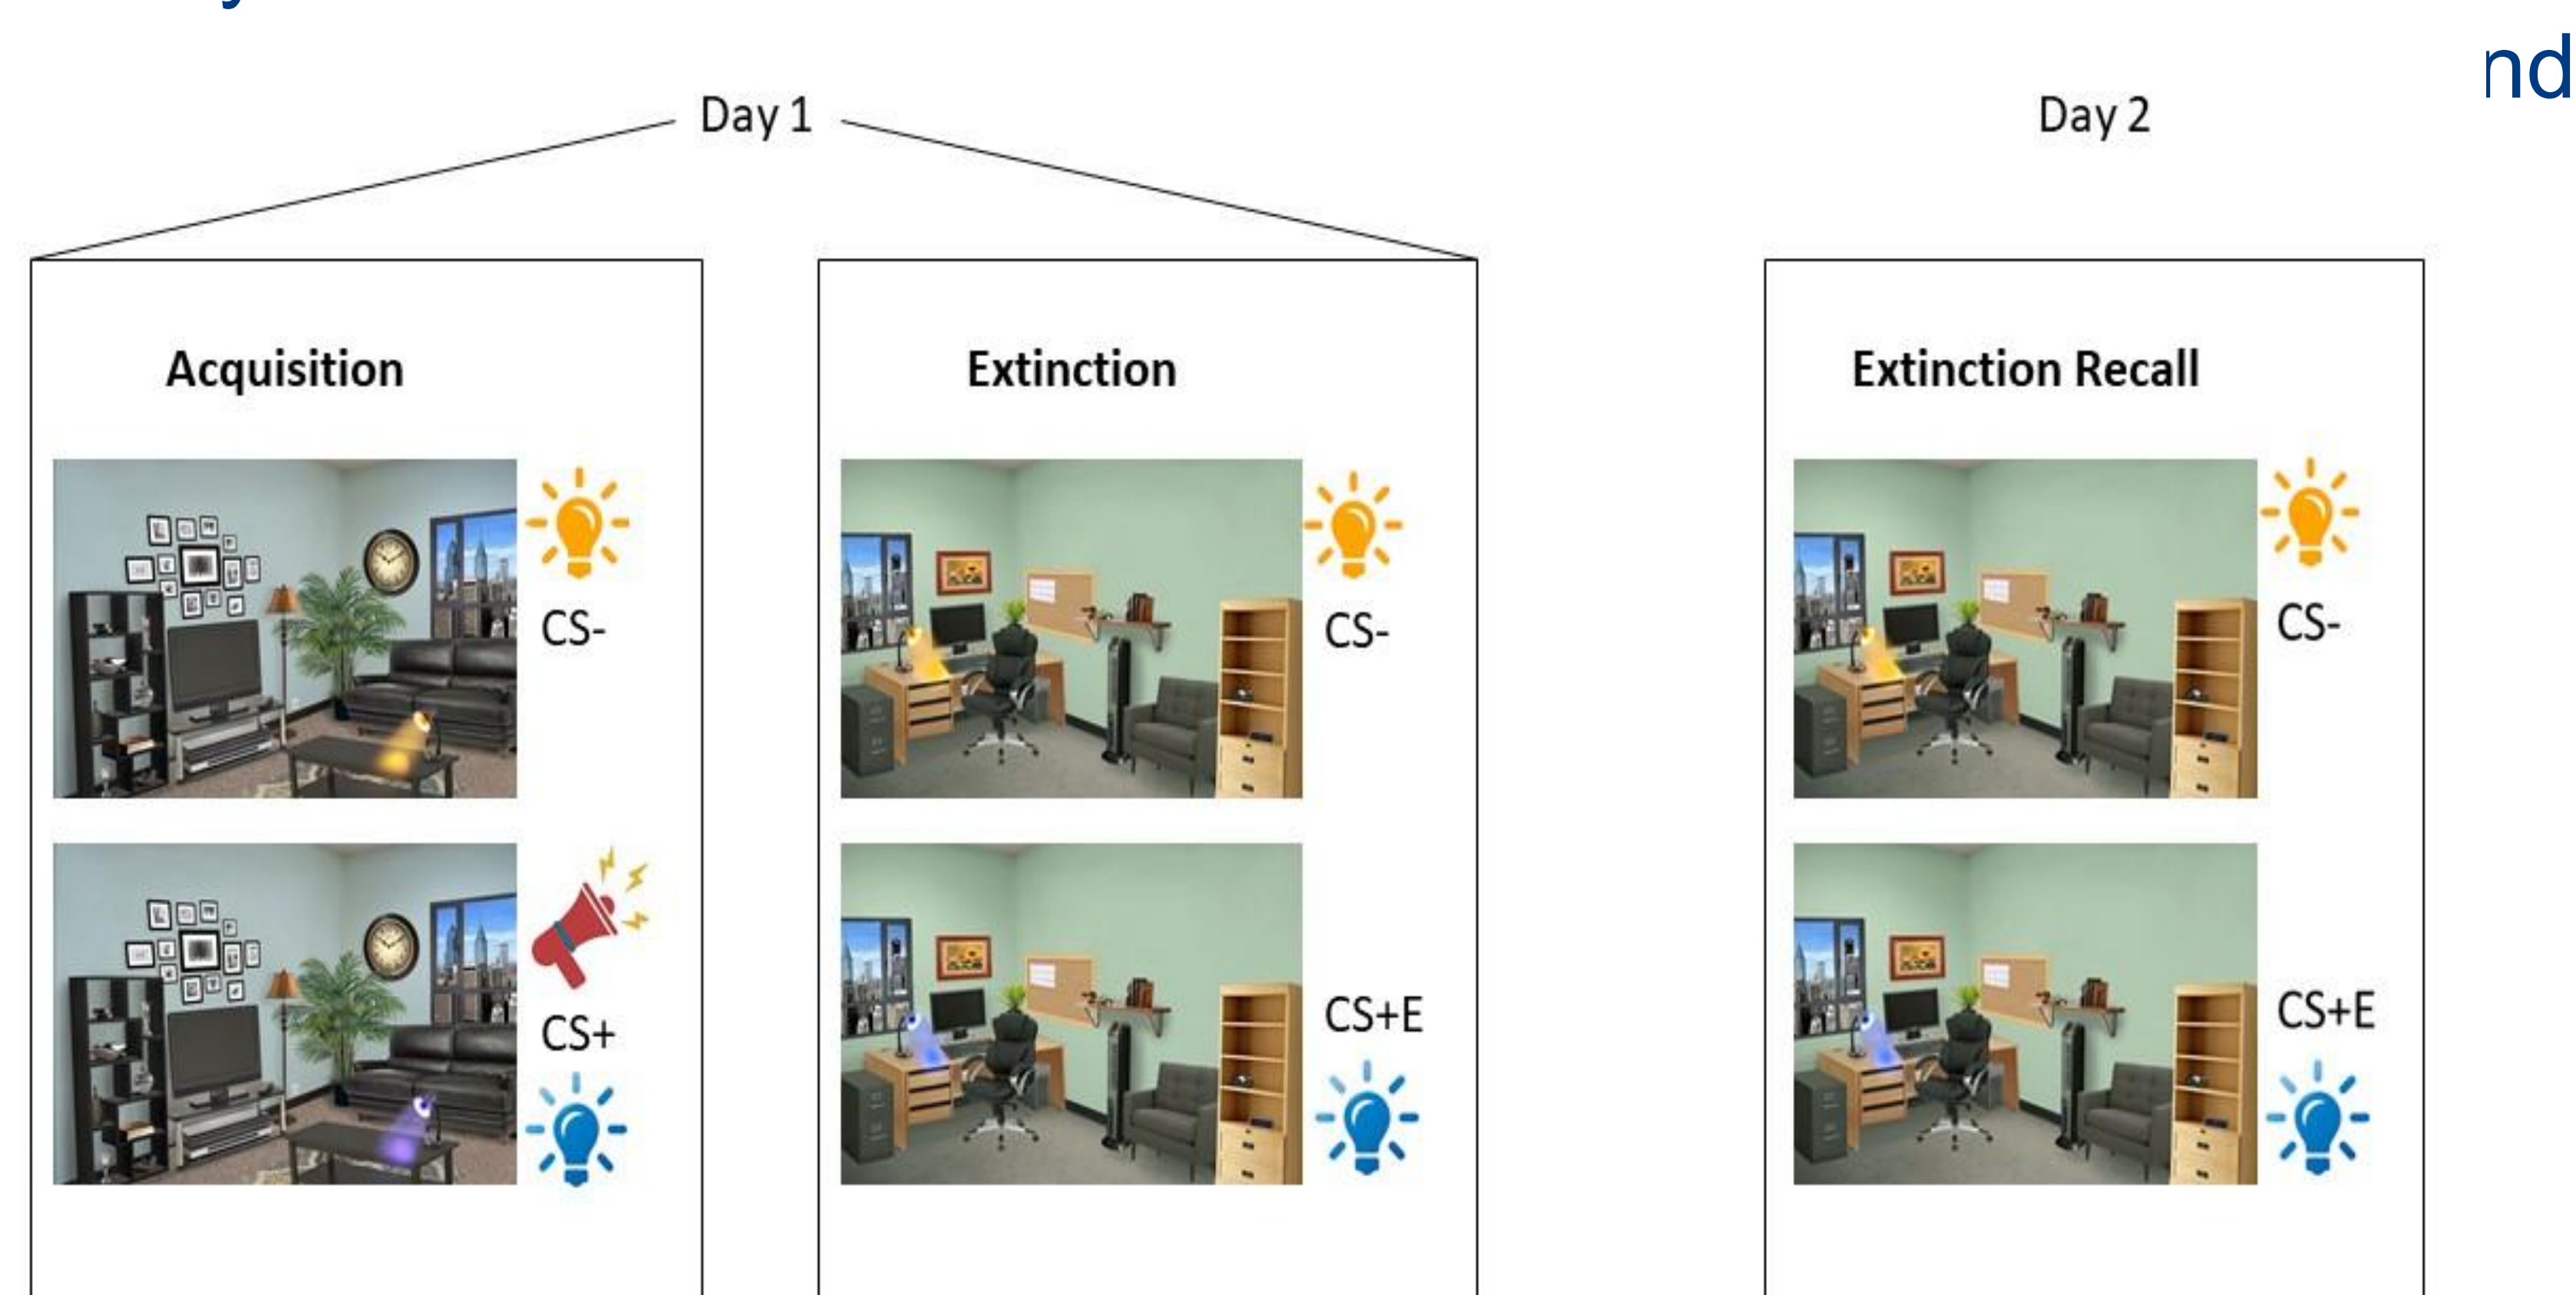 nd
Day 1
Day 2
Acquisition
Extinction
Extinction Recall
CS-
CS-
CS-
CS+
CS+E
CS+E